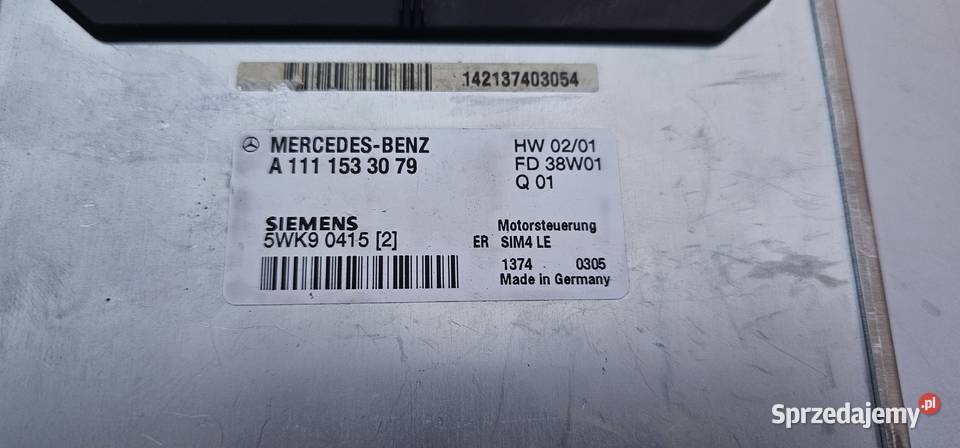 142137403054
MERCEDES-BENZ
A 111 153 30 79
HW 02/01
FD 38W01
Q 01
SIEMENS
5WK9 0415 [2]
Motorsteuerung
ER SIM4 LE
1374 0305
Made in Germany
Sprzedajemy.pl